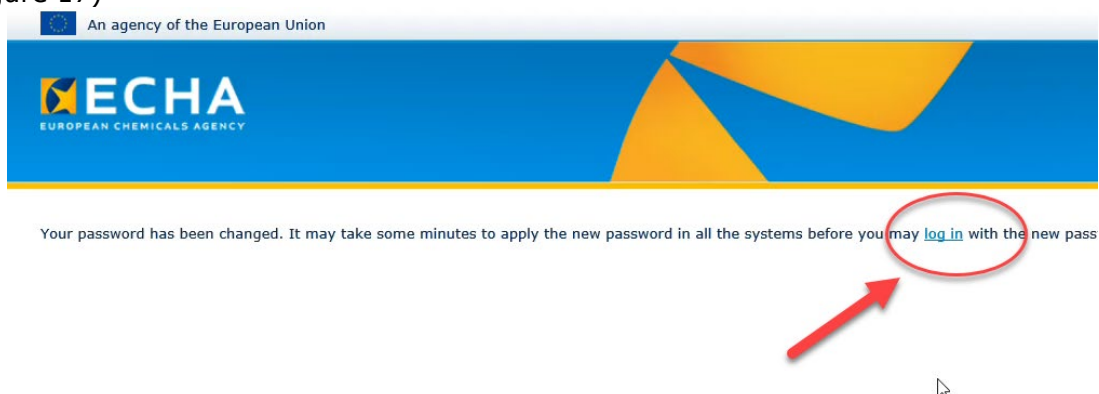 An agency of the European Union
ECHA
EUROPEAN CHEMICALS AGENCY
Your password has been changed. It may take some minutes to apply the new password in all the systems before you may log in with the new